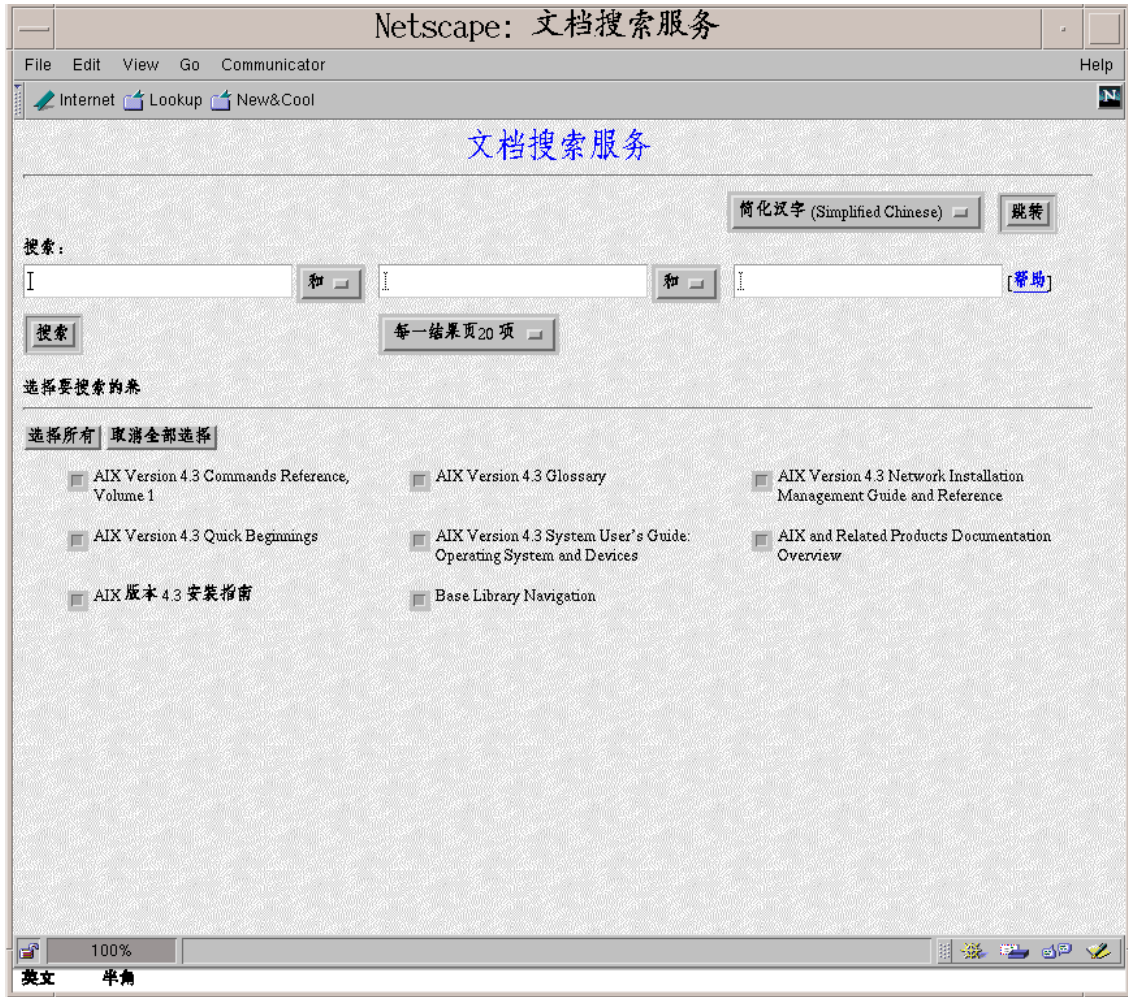 Netscape: 文档搜索服务
File Edit View Go Communicator Help
Internet Lookup New&Cool N
文档搜索服务
简化汉字 (Simplified Chinese) 跳转
搜索：
和 和 [帮助]
搜索 每一结果页20 项
选择要搜索的卷
选择所有 取消全部选择
AIX Version 4.3 Commands Reference, Volume 1
AIX Version 4.3 Glossary
AIX Version 4.3 Network Installation Management Guide and Reference
AIX Version 4.3 Quick Beginnings
AIX Version 4.3 System User's Guide: Operating System and Devices
AIX and Related Products Documentation Overview
AIX 版本 4.3 安装指南
Base Library Navigation
100%
英文 半角